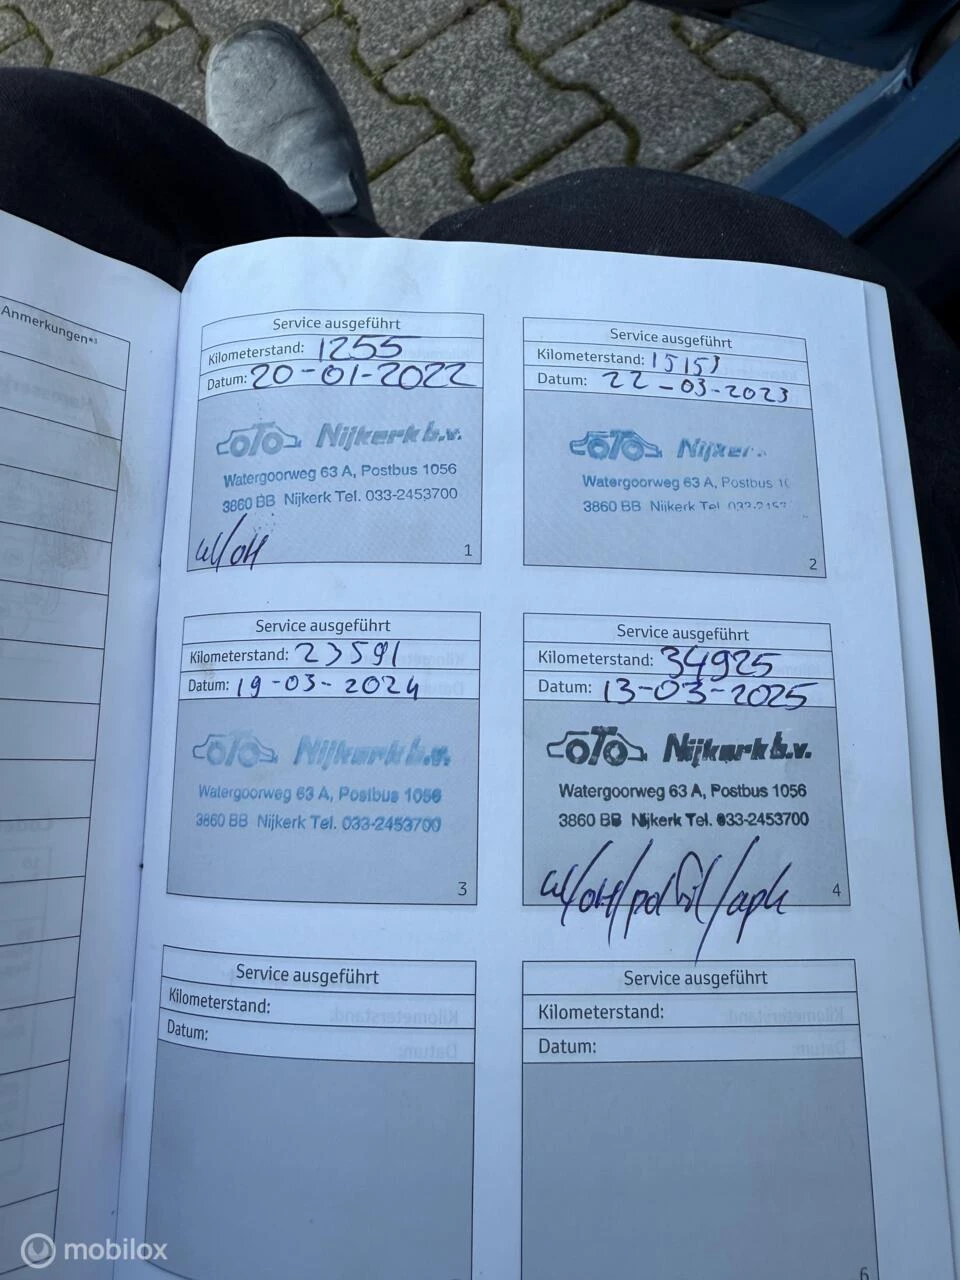 Anmerkungen*³
Service ausgeführt
Kilometerstand: 1255
Datum: 20-01-2022
OTO Nijkerk b.v.
Watergoorweg 63 A, Postbus 1056
3860 BB Nijkerk Tel. 033-2453700
1
Service ausgeführt
Kilometerstand: 15153
Datum: 22-03-2023
OTO Nijker
Watergoorweg 63 A, Postbus
3860 BB Nijkerk Tel
2
Service ausgeführt
Kilometerstand: 23591
Datum: 19-03-2024
OTO Nijkerk b.v.
Watergoorweg 63 A, Postbus 1056
3860 BB Nijkerk Tel. 033-2453700
3
Service ausgeführt
Kilometerstand: 34925
Datum: 13-03-2025
OTO Nijkerk b.v.
Watergoorweg 63 A, Postbus 1056
3860 BB Nijkerk Tel. 033-2453700
4
Service ausgeführt
Kilometerstand:
Datum:
Service ausgeführt
Kilometerstand:
Datum:
6
mobilox